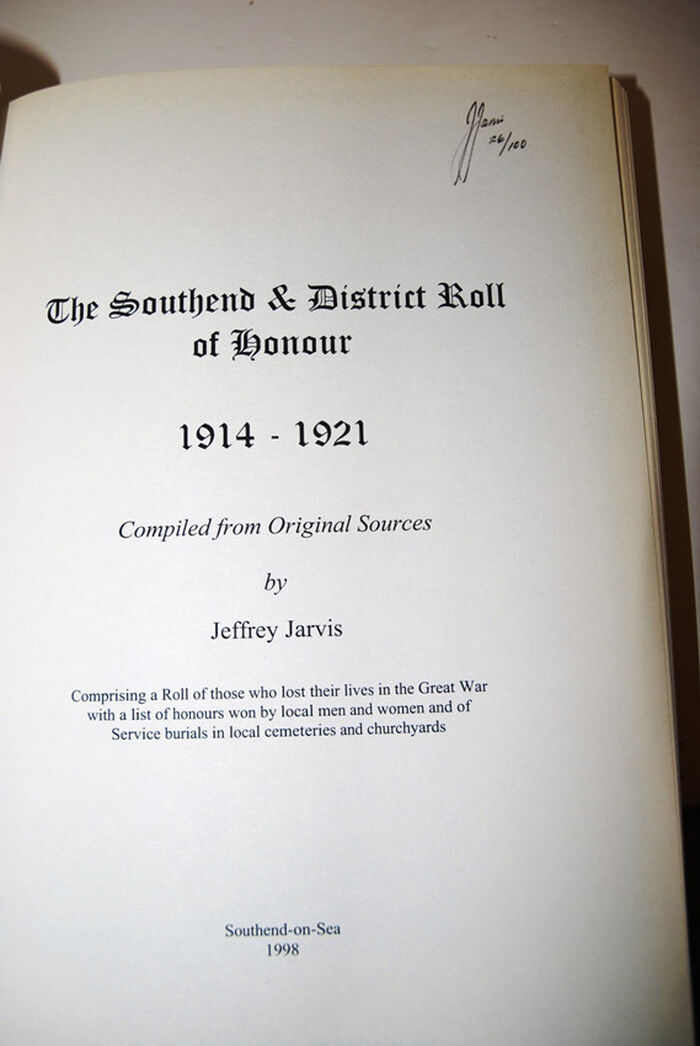 JJarvis
26/100
The Southend & District Roll
of Honour
1914 - 1921
Compiled from Original Sources
by
Jeffrey Jarvis
Comprising a Roll of those who lost their lives in the Great War
with a list of honours won by local men and women and of
Service burials in local cemeteries and churchyards
Southend-on-Sea
1998